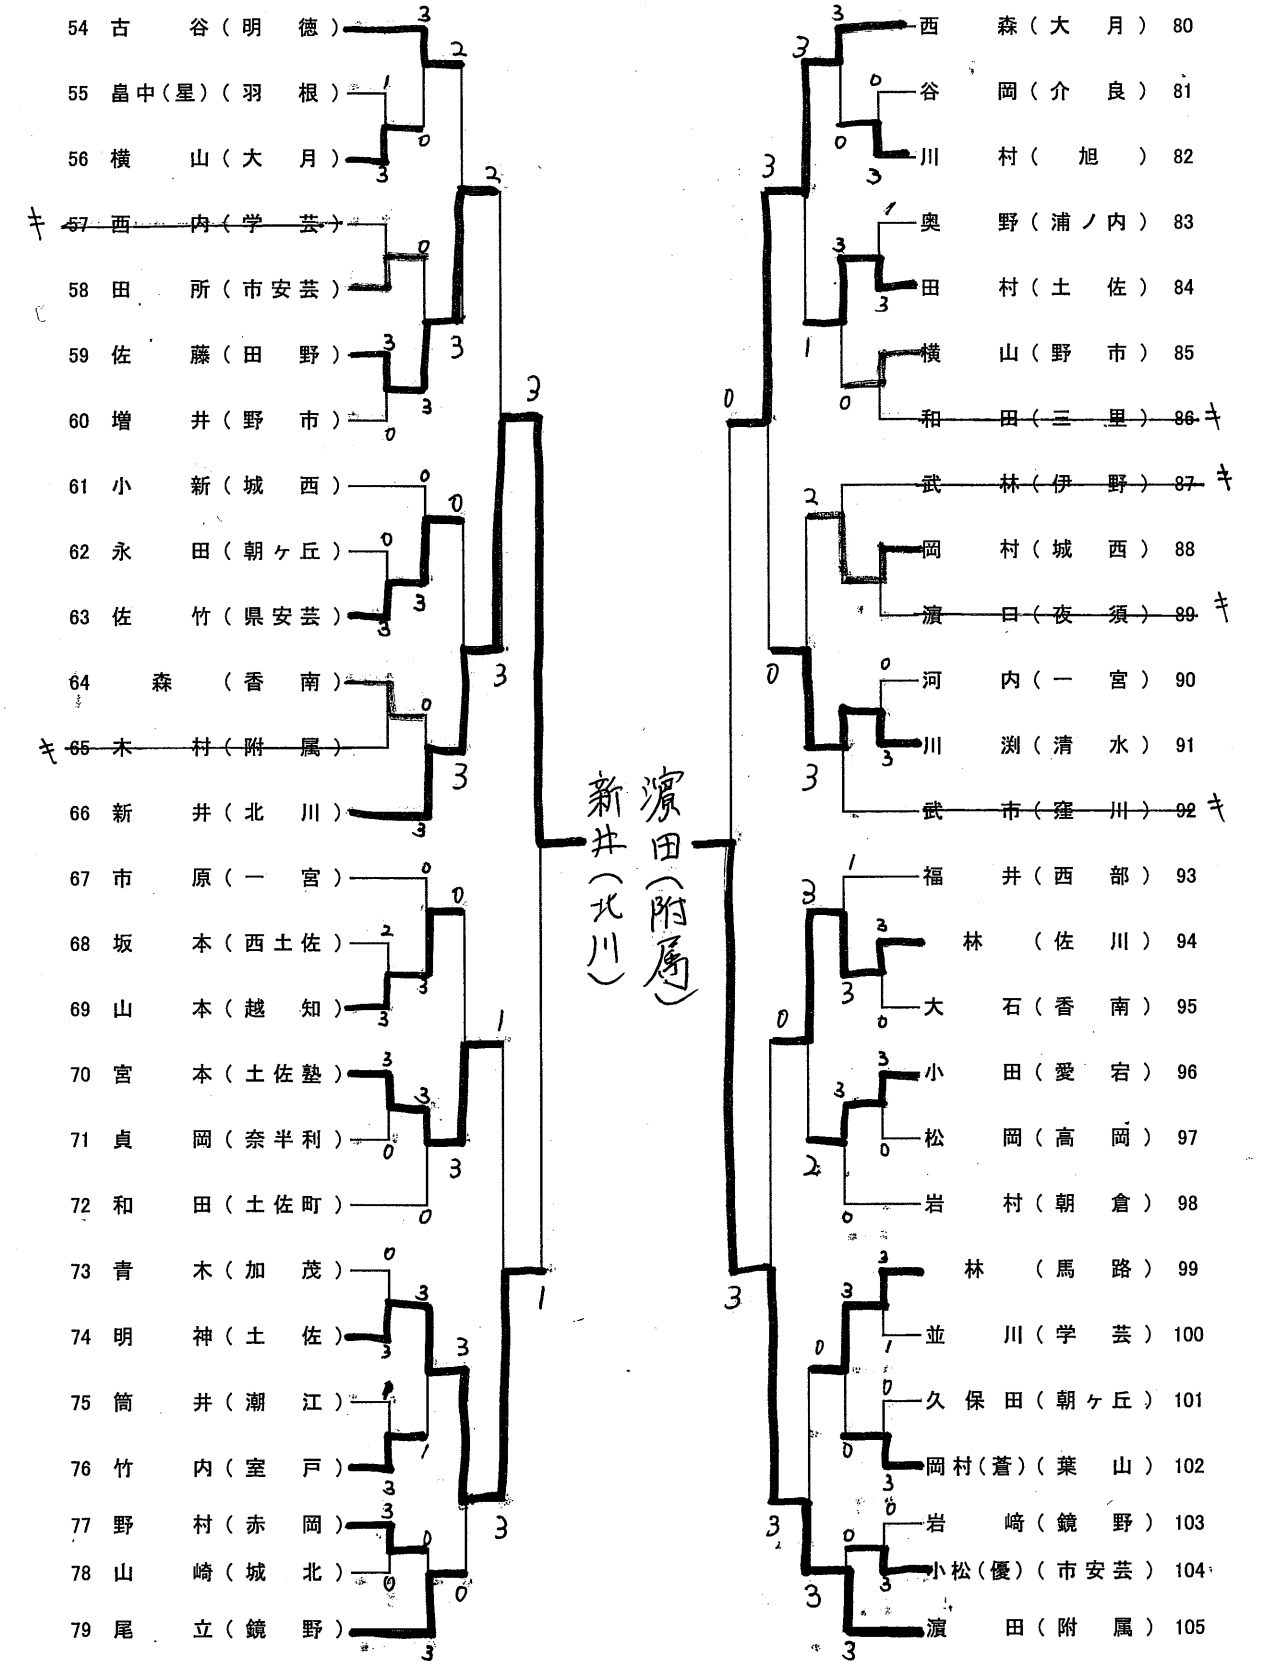 54 古谷(明徳)
55 畠中(星)(羽根)
56 横山(大月)
キ 57 西内(学芸)
58 田所(市安芸)
59 佐藤(田野)
60 増井(野市)
61 小新(城西)
62 永田(朝ヶ丘)
63 佐竹(県安芸)
64 森(香南)
キ 65 木村(附属)
66 新井(北川)
67 市原(一宮)
68 坂本(西土佐)
69 山本(越知)
70 宮本(土佐塾)
71 貞岡(奈半利)
72 和田(土佐町)
73 青木(加茂)
74 明神(土佐)
75 筒井(潮江)
76 竹内(室戸)
77 野村(赤岡)
78 山崎(城北)
79 尾立(鏡野)
新井(北川)
濵田(附属)
西森(大月) 80
谷岡(介良) 81
川村(旭) 82
奥野(浦ノ内) 83
田村(土佐) 84
横山(野市) 85
和田(三里) 86 キ
武林(伊野) 87 キ
岡村(城西) 88
濵口(夜須) 89 キ
河内(一宮) 90
川渕(清水) 91
武市(窪川) 92 キ
福井(西部) 93
林(佐川) 94
大石(香南) 95
小田(愛宕) 96
松岡(高岡) 97
岩村(朝倉) 98
林(馬路) 99
並川(学芸) 100
久保田(朝ヶ丘) 101
岡村(蒼)(葉山) 102
岩﨑(鏡野) 103
小松(優)(市安芸) 104
濵田(附属) 105